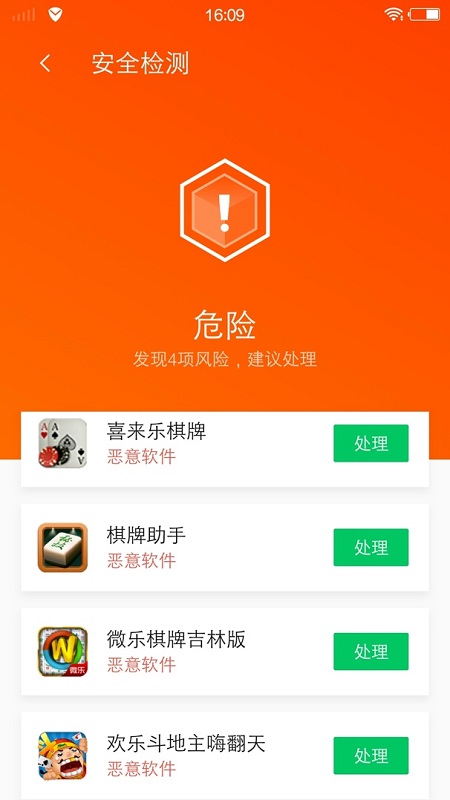 16:09
安全检测
危险
发现4项风险，建议处理
喜来乐棋牌
恶意软件
处理
棋牌助手
恶意软件
处理
微乐棋牌吉林版
恶意软件
处理
W
微乐
欢乐斗地主嗨翻天
恶意软件
处理